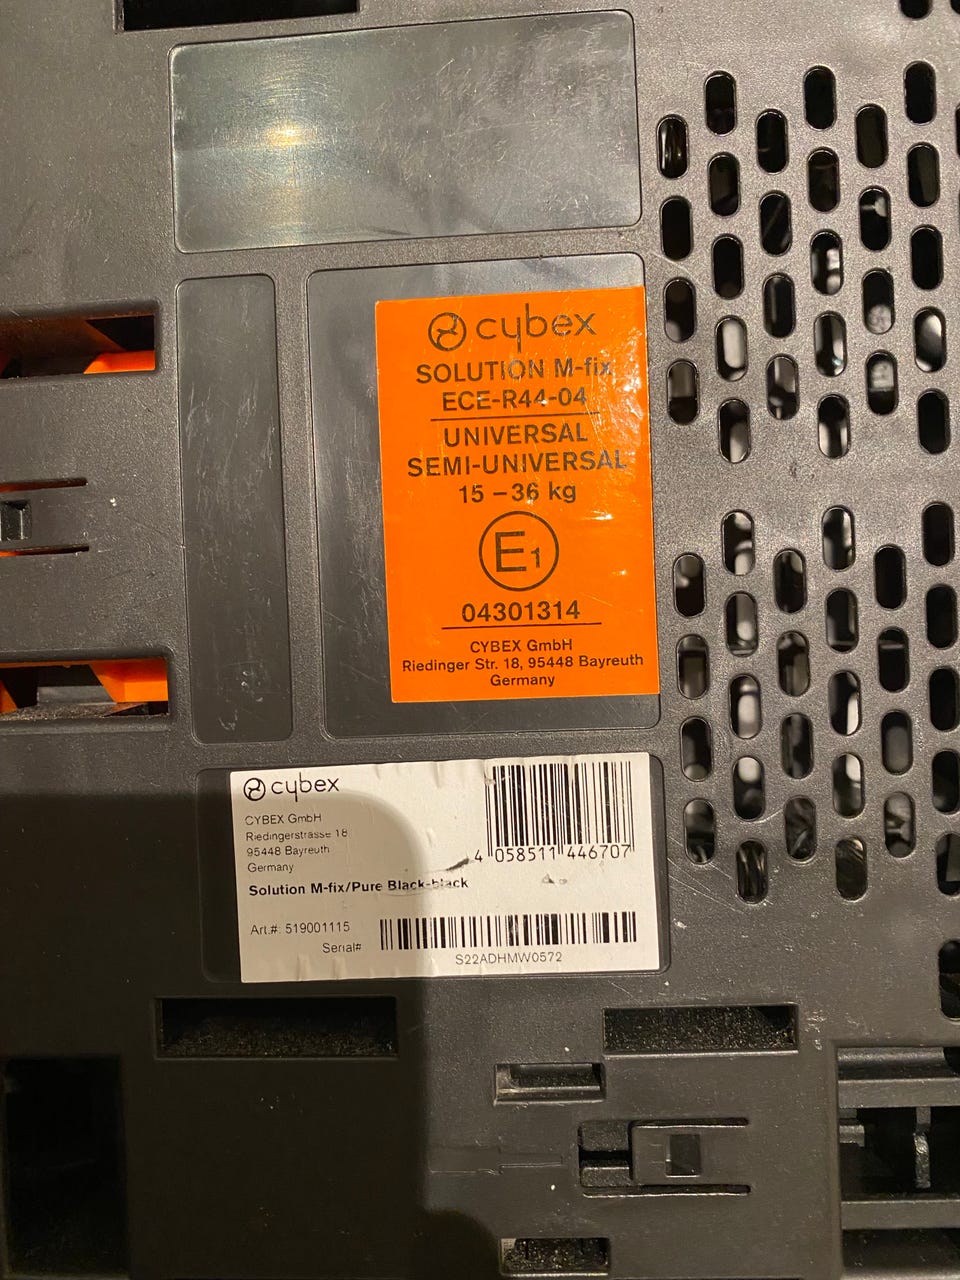 cybex
SOLUTION M-fix
ECE-R44-04
UNIVERSAL
SEMI-UNIVERSAL
15 – 36 kg
E1
04301314
CYBEX GmbH
Riedinger Str. 18, 95448 Bayreuth
Germany
cybex
CYBEX GmbH
Riedingerstrasse 18
95448 Bayreuth
Germany
4 058511 446707
Solution M-fix/Pure Black-black
Art.#: 519001115
Serial#
S22ADHMW0572